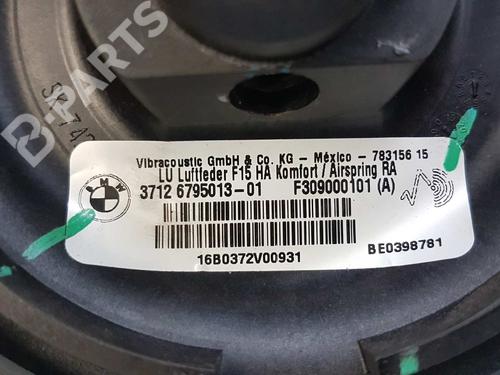 B-PARTS
Vibracoustic GmbH & Co. KG - México - 783156 15
LU Luftfeder F15 HA Komfort / Airspring RA
BMW
3712 6795013-01 F309000101 (A)
16B0372V00931
BE0398781